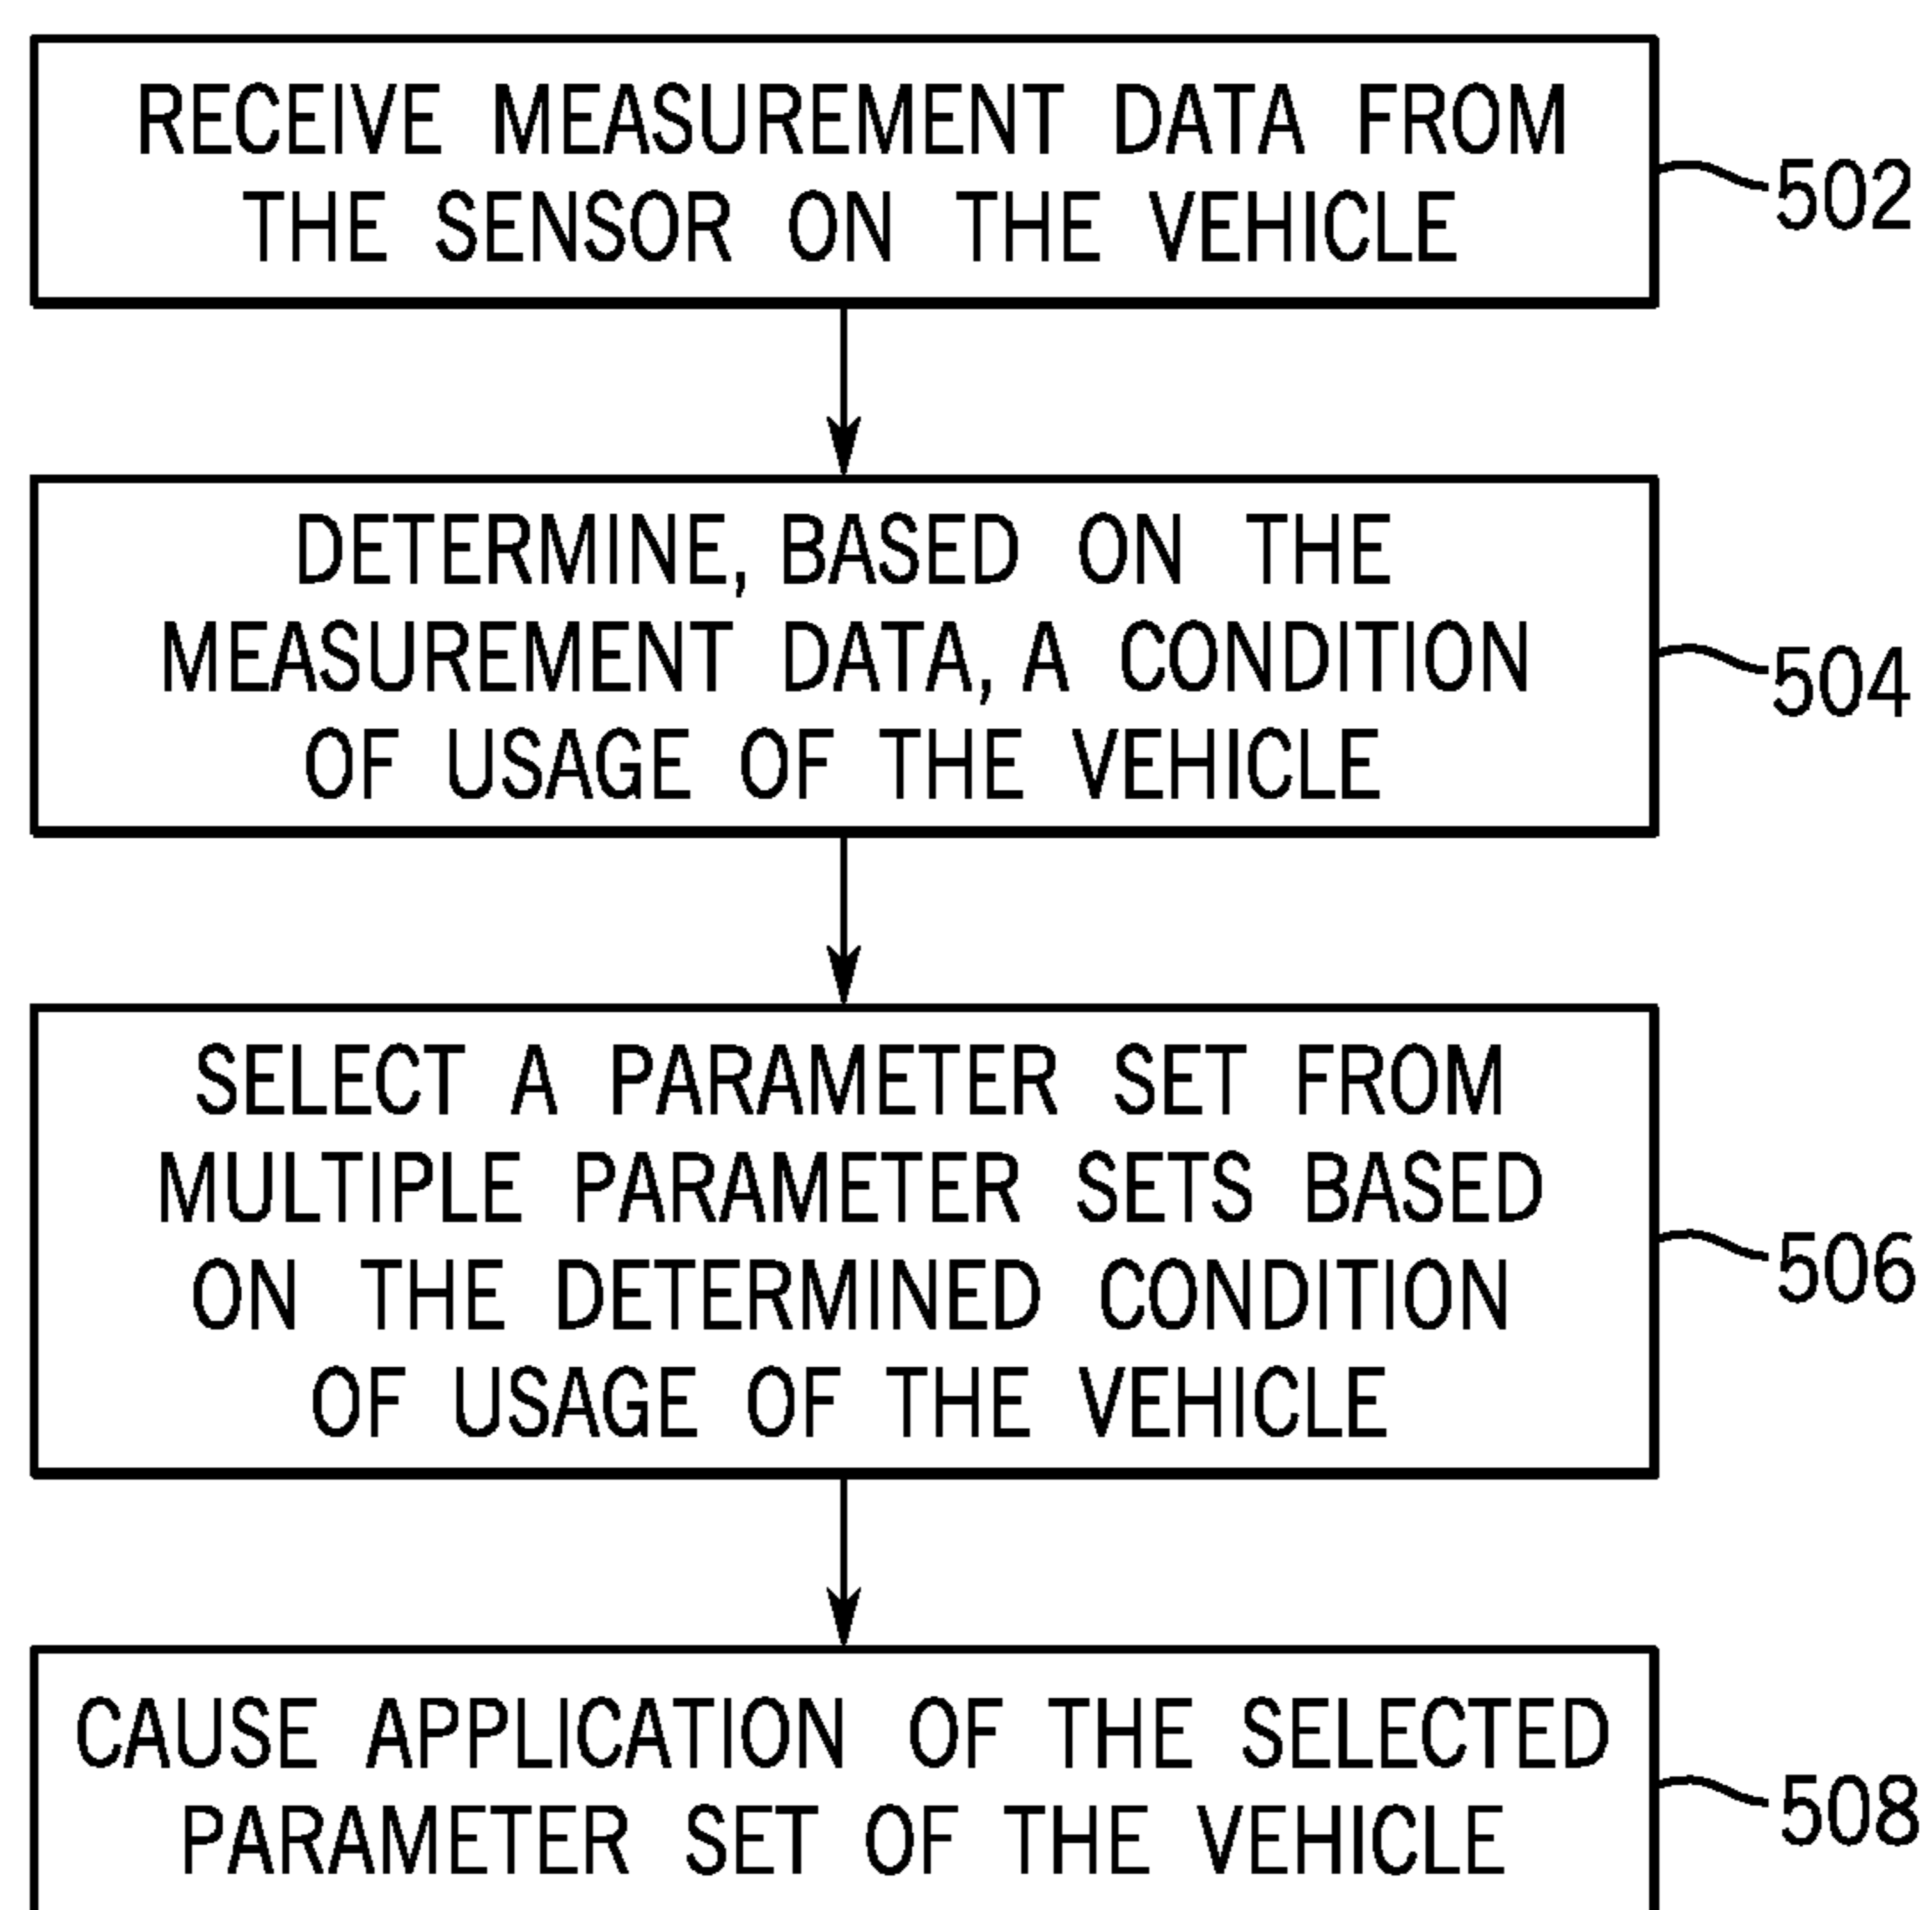 RECEIVE MEASUREMENT DATA FROM
THE SENSOR ON THE VEHICLE
502
DETERMINE, BASED ON THE
MEASUREMENT DATA, A CONDITION
OF USAGE OF THE VEHICLE
504
SELECT A PARAMETER SET FROM
MULTIPLE PARAMETER SETS BASED
ON THE DETERMINED CONDITION
OF USAGE OF THE VEHICLE
506
CAUSE APPLICATION OF THE SELECTED
PARAMETER SET OF THE VEHICLE
508